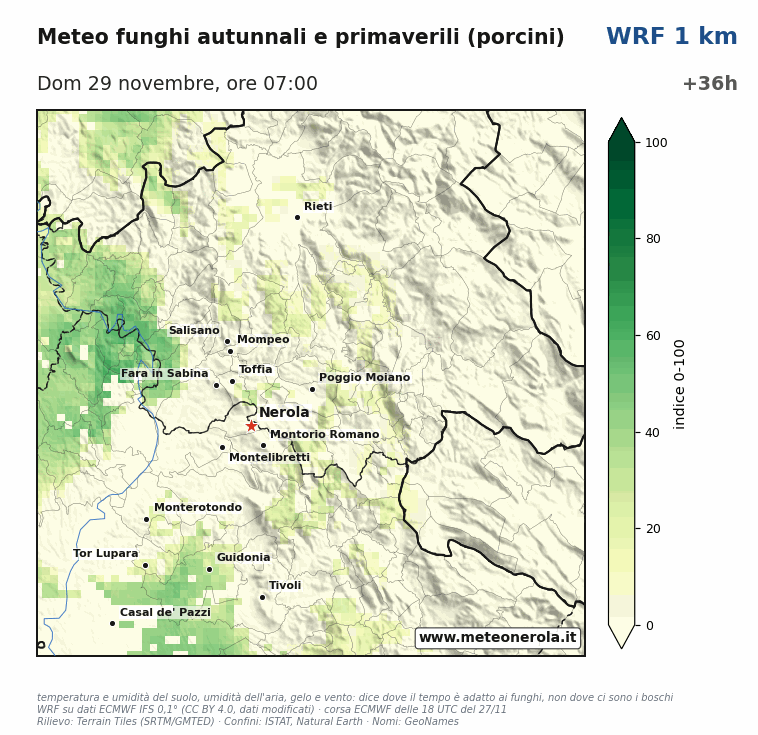 Meteo funghi autunnali e primaverili (porcini)
WRF 1 km
Dom 29 novembre, ore 07:00
+36h
Rieti
Salisano
Mompeo
Fara in Sabina
Toffia
Poggio Moiano
Nerola
Montorio Romano
Montelibretti
Monterotondo
Tor Lupara
Guidonia
Tivoli
Casal de' Pazzi
www.meteonerola.it
100
80
60
40
20
0
indice 0-100
temperatura e umidità del suolo, umidità dell'aria, gelo e vento: dice dove il tempo è adatto ai funghi, non dove ci sono i boschi
WRF su dati ECMWF IFS 0,1° (CC BY 4.0, dati modificati) · corsa ECMWF delle 18 UTC del 27/11
Rilievo: Terrain Tiles (SRTM/GMTED) · Confini: ISTAT, Natural Earth · Nomi: GeoNames